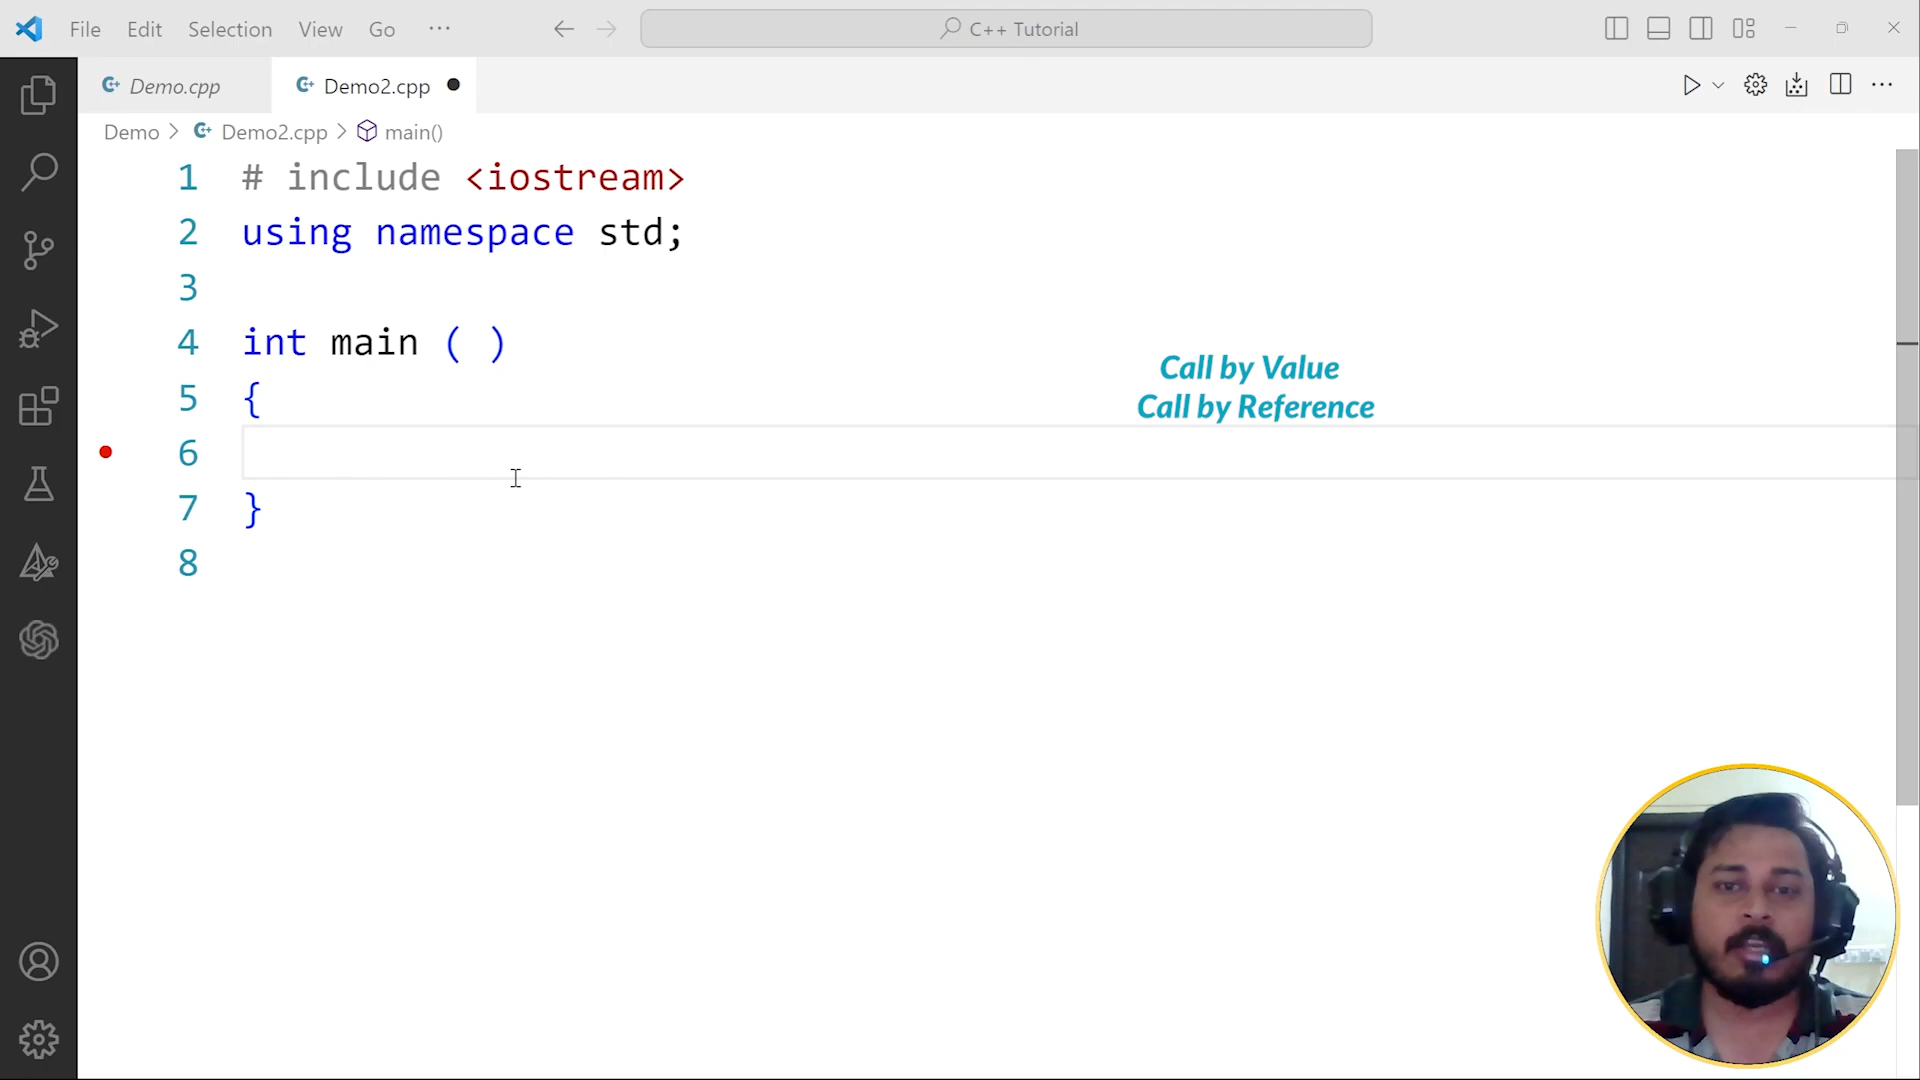 File Edit Selection View Go ··· C++ Tutorial
Demo.cpp Demo2.cpp
Demo > Demo2.cpp > main()
1 # include <iostream>
2 using namespace std;
3
4 int main ( )
Call by Value
5 {
Call by Reference
6
7 }
8